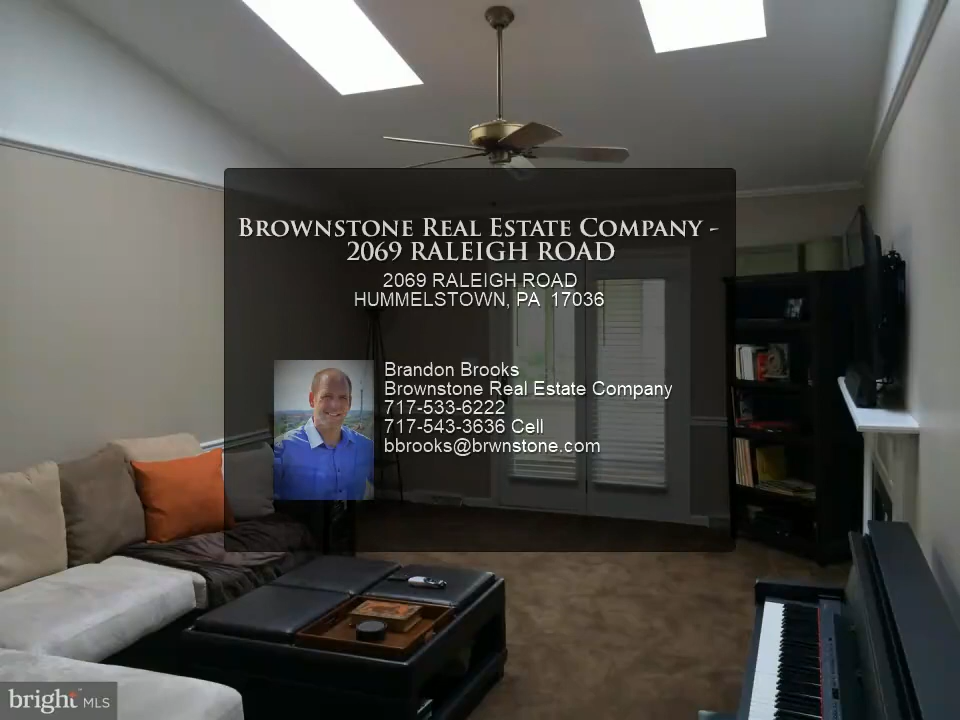 Brownstone Real Estate Company -
2069 RALEIGH ROAD
2069 RALEIGH ROAD
HUMMELSTOWN, PA 17036
Brandon Brooks
Brownstone Real Estate Company
717-533-6222
717-543-3636 Cell
bbrooks@brwnstone.com
bright MLS